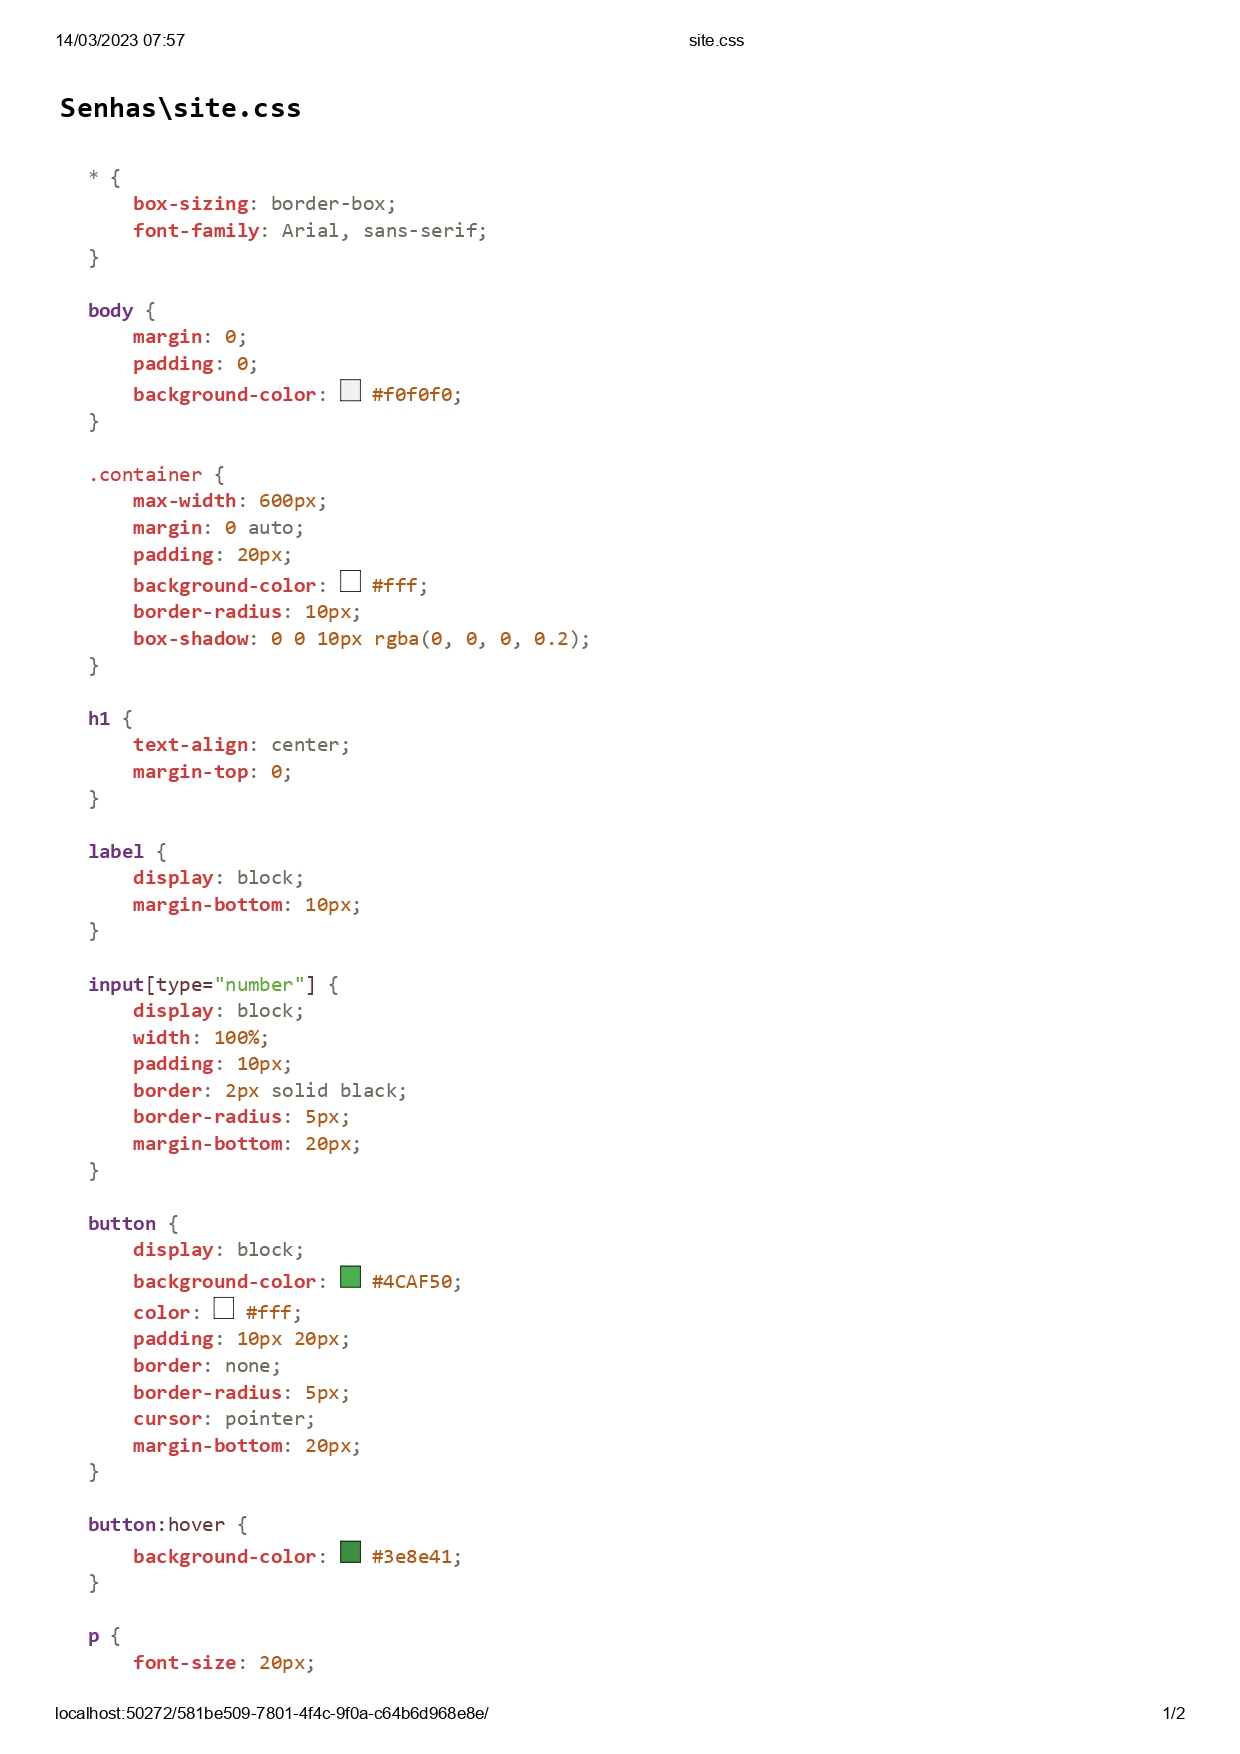 14/03/2023 07:57 site.css
Senhas\site.css
* {
    box-sizing: border-box;
    font-family: Arial, sans-serif;
}
body {
    margin: 0;
    padding: 0;
    background-color: #f0f0f0;
}
.container {
    max-width: 600px;
    margin: 0 auto;
    padding: 20px;
    background-color: #fff;
    border-radius: 10px;
    box-shadow: 0 0 10px rgba(0, 0, 0, 0.2);
}
h1 {
    text-align: center;
    margin-top: 0;
}
label {
    display: block;
    margin-bottom: 10px;
}
input[type="number"] {
    display: block;
    width: 100%;
    padding: 10px;
    border: 2px solid black;
    border-radius: 5px;
    margin-bottom: 20px;
}
button {
    display: block;
    background-color: #4CAF50;
    color: #fff;
    padding: 10px 20px;
    border: none;
    border-radius: 5px;
    cursor: pointer;
    margin-bottom: 20px;
}
button:hover {
    background-color: #3e8e41;
}
p {
    font-size: 20px;
localhost:50272/581be509-7801-4f4c-9f0a-c64b6d968e8e/ 1/2